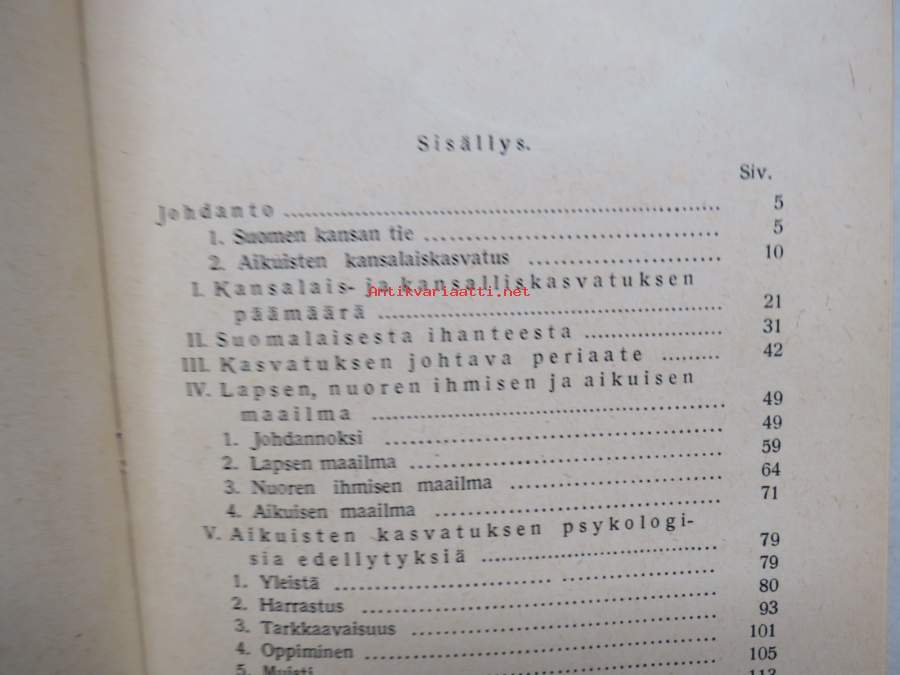 Sisällys.
Siv.
Johdanto ........ 5
1. Suomen kansan tie ........ 5
2. Aikuisten kansalaiskasvatus ........ 10
I. Kansalais- ja kansalliskasvatuksen
Antikvariaatti.net
päämäärä ........ 21
II. Suomalaisesta ihanteesta ........ 31
III. Kasvatuksen johtava periaate ........ 42
IV. Lapsen, nuoren ihmisen ja aikuisen
maailma ........ 49
1. Johdannoksi ........ 49
2. Lapsen maailma ........ 59
3. Nuoren ihmisen maailma ........ 64
4. Aikuisen maailma ........ 71
V. Aikuisten kasvatuksen psykologi-
sia edellytyksiä ........ 79
1. Yleistä ........ 79
2. Harrastus ........ 80
3. Tarkkaavaisuus ........ 93
4. Oppiminen ........ 101
5. Muisti ........ 105
113